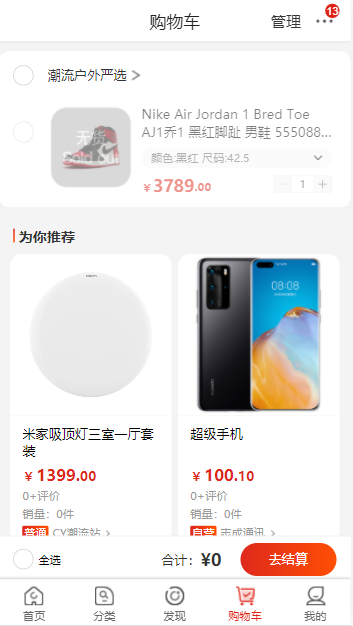 购物车
管理
13
潮流户外严选
Nike Air Jordan 1 Bred Toe
AJ1乔1 黑红脚趾 男鞋 555088...
无货
Sold out
颜色:黑红 尺码:42.5
¥3789.00
1
为你推荐
08:08
米家吸顶灯三室一厅套
装
超级手机
¥1399.00
¥100.10
0+评价
0+评价
销量：0件
销量：0件
普通 CY潮流站
自营 志成通讯
全选
合计：¥0
去结算
首页
分类
发现
购物车
我的